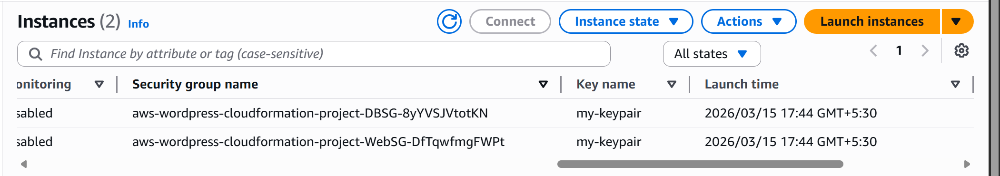 Instances (2) Info Connect Instance state Actions Launch instances
Find Instance by attribute or tag (case-sensitive) All states 1
onitoring Security group name Key name Launch time
sabled aws-wordpress-cloudformation-project-DBSG-8yYVSJVtotKN my-keypair 2026/03/15 17:44 GMT+5:30
sabled aws-wordpress-cloudformation-project-WebSG-DfTqwfmgFWPt my-keypair 2026/03/15 17:44 GMT+5:30